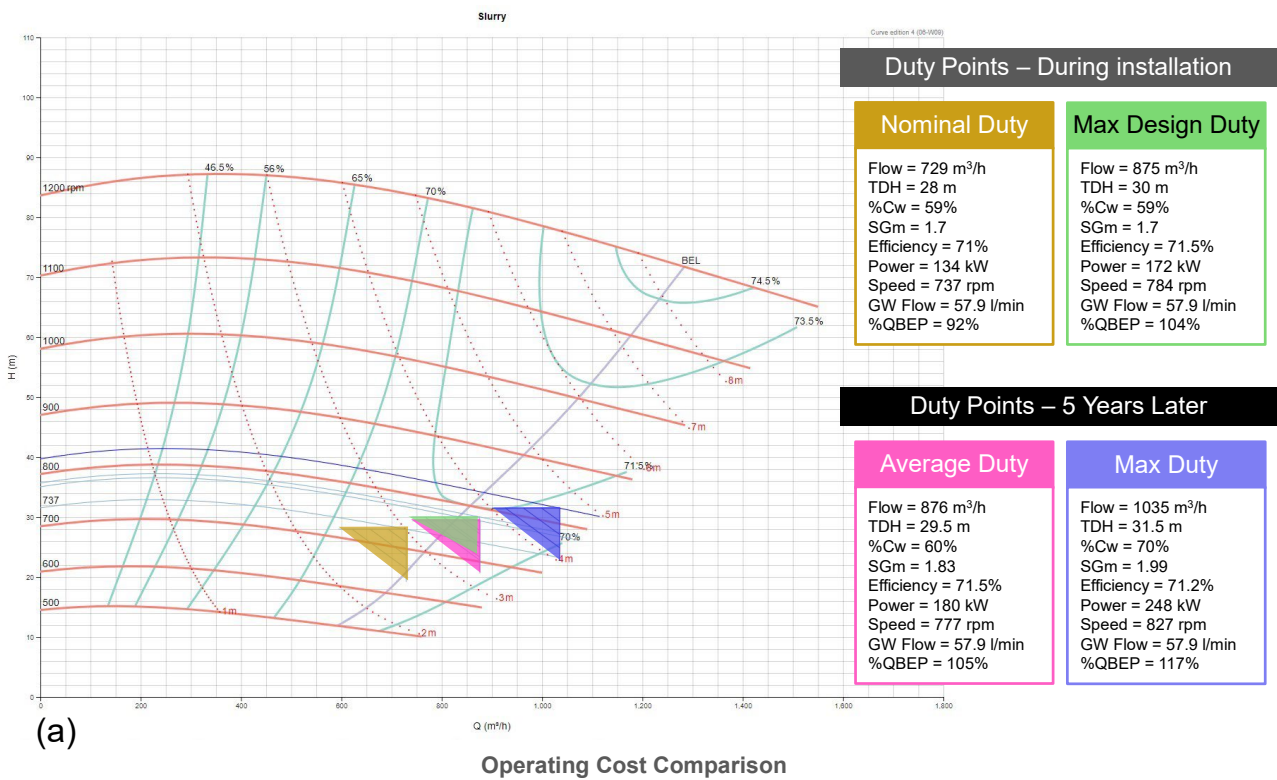 Slurry
Curve edition 4 (06-W09)
110
100
90
80
70
60
50
40
30
20
10
0
H (m)
0
200
400
600
800
1,000
1,200
1,400
1,600
1,800
Q (m³/h)
1200 rpm
1100
1000
900
800
737
700
600
500
46.5%
56%
65%
70%
BEL
74.5%
73.5%
71.5%
70%
-1m
-2m
-3m
-4m
-5m
-6m
-7m
-8m
Duty Points – During installation
Nominal Duty
Flow = 729 m³/h
TDH = 28 m
%Cw = 59%
SGm = 1.7
Efficiency = 71%
Power = 134 kW
Speed = 737 rpm
GW Flow = 57.9 l/min
%QBEP = 92%
Max Design Duty
Flow = 875 m³/h
TDH = 30 m
%Cw = 59%
SGm = 1.7
Efficiency = 71.5%
Power = 172 kW
Speed = 784 rpm
GW Flow = 57.9 l/min
%QBEP = 104%
Duty Points – 5 Years Later
Average Duty
Flow = 876 m³/h
TDH = 29.5 m
%Cw = 60%
SGm = 1.83
Efficiency = 71.5%
Power = 180 kW
Speed = 777 rpm
GW Flow = 57.9 l/min
%QBEP = 105%
Max Duty
Flow = 1035 m³/h
TDH = 31.5 m
%Cw = 70%
SGm = 1.99
Efficiency = 71.2%
Power = 248 kW
Speed = 827 rpm
GW Flow = 57.9 l/min
%QBEP = 117%
(a)
Operating Cost Comparison